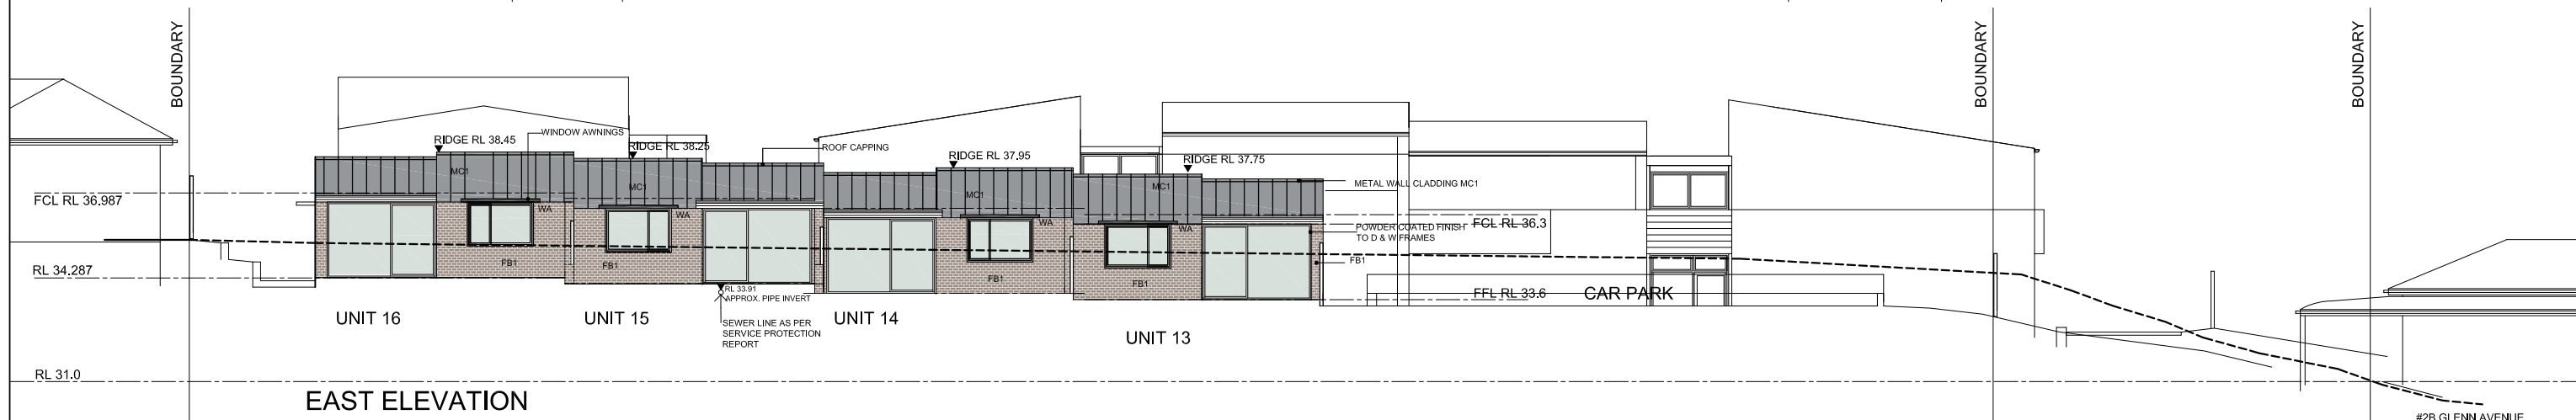 BOUNDARY
BOUNDARY
BOUNDARY
RIDGE RL 38.45
WINDOW AWNINGS
RIDGE RL 38.25
ROOF CAPPING
RIDGE RL 37.95
RIDGE RL 37.75
MC1
MC1
MC1
MC1
METAL WALL CLADDING MC1
FCL RL 36.987
WA
WA
WA
WA
FCL RL 36.3
POWDER COATED FINISH
TO D & W FRAMES
FB1
FB1
FB1
FB1
FB1
RL 34.287
RL 33.91
APPROX. PIPE INVERT
FFL RL 33.6
CAR PARK
UNIT 16
UNIT 15
SEWER LINE AS PER
SERVICE PROTECTION
REPORT
UNIT 14
UNIT 13
RL 31.0
EAST ELEVATION
#2B GLENN AVENUE